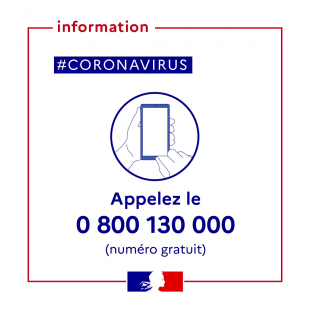 information
#CORONAVIRUS
Appelez le
0 800 130 000
(numéro gratuit)